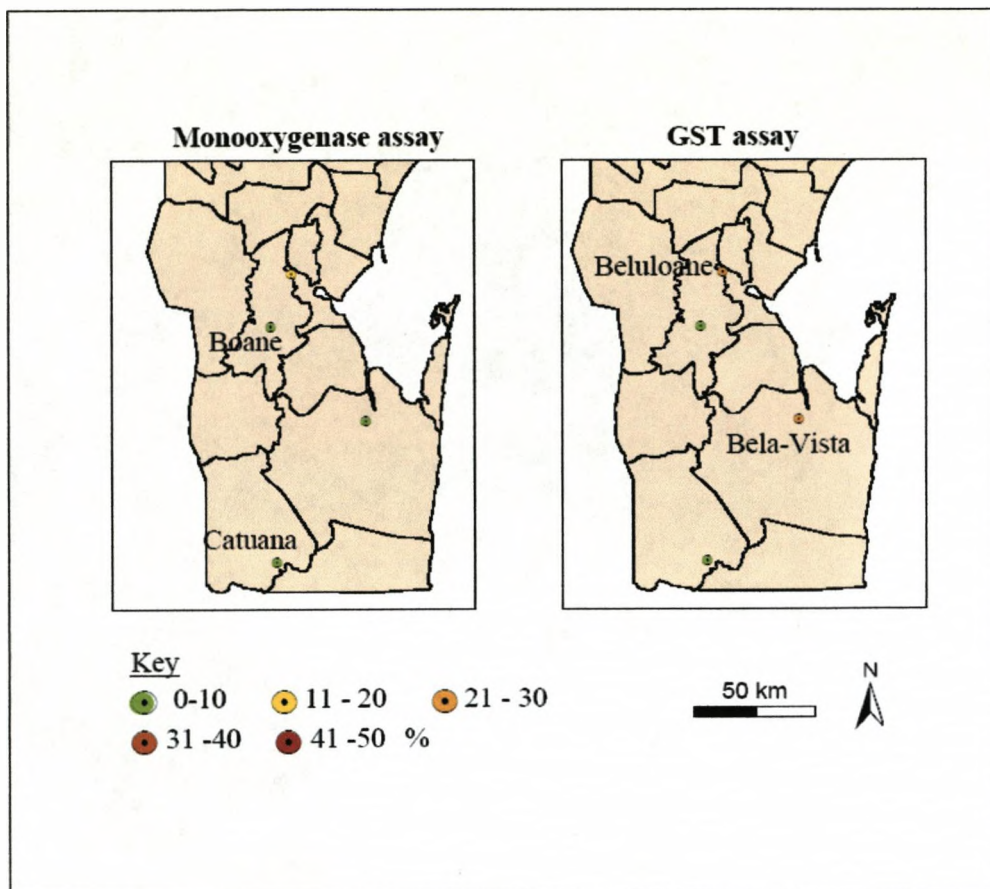 Monooxygenase assay
GST assay
Beluloane
Boane
Bela-Vista
Catuana
Key
0-10 11 - 20 21 - 30
31 -40 41 -50 %
50 km
N